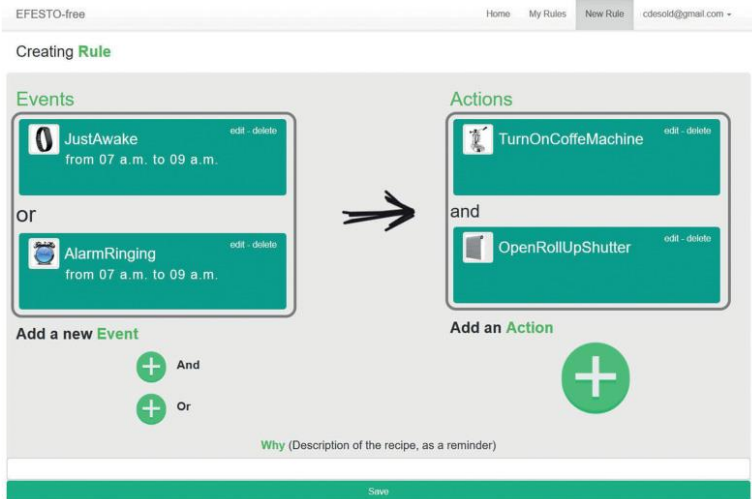 EFESTO-free
Home My Rules New Rule cdesold@gmail.com
Creating Rule
Events
JustAwake
edit - delete
from 07 a.m. to 09 a.m.
or
AlarmRinging
edit - delete
from 07 a.m. to 09 a.m.
Add a new Event
And
Or
Actions
TurnOnCoffeMachine
edit - delete
and
OpenRollUpShutter
edit - delete
Add an Action
Why (Description of the recipe, as a reminder)
Save